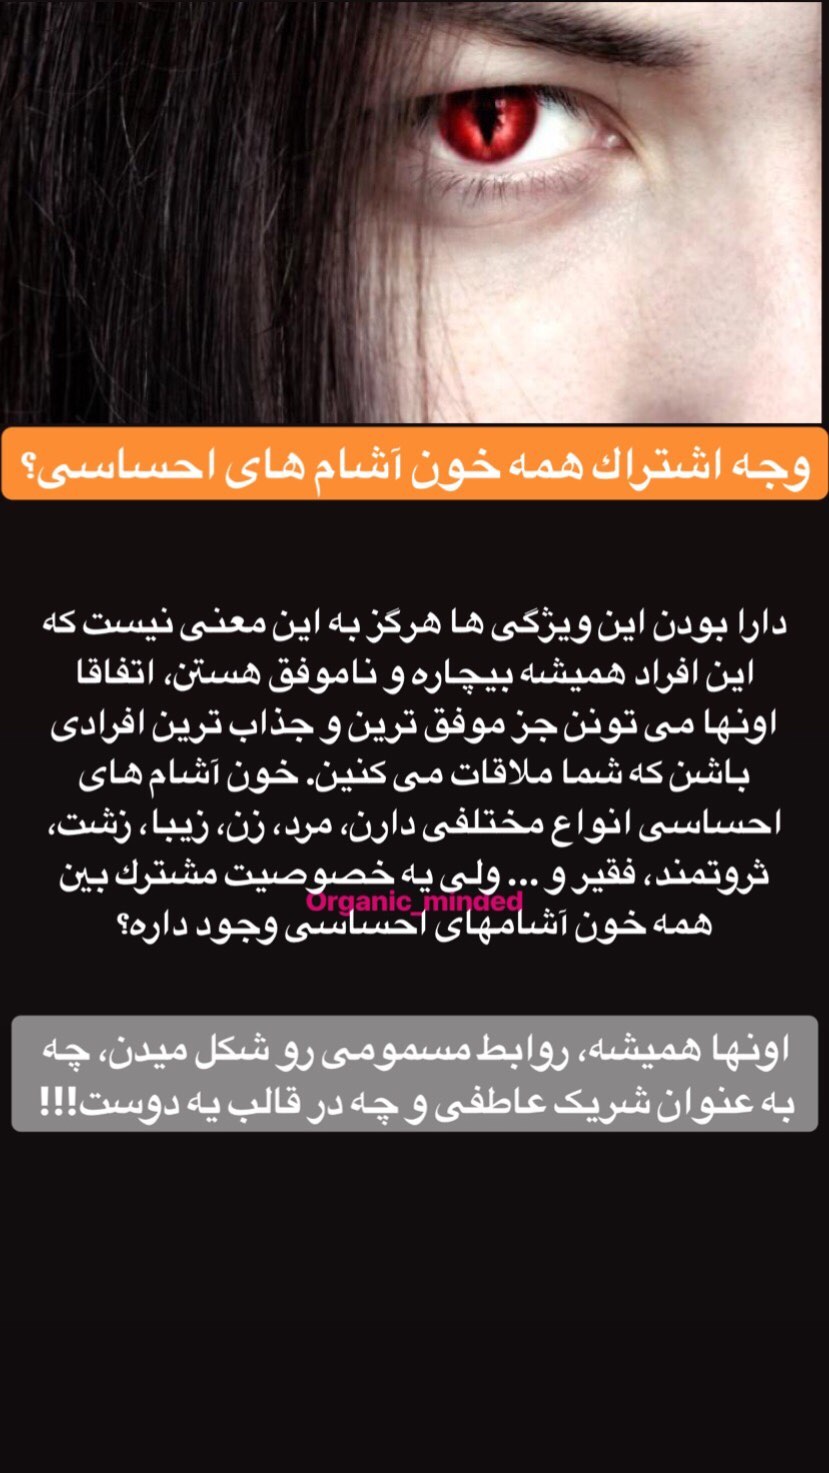 وجه اشتراك همه خون آشام های احساسی؟
دارا بودن این ویژگی ها هرگز به این معنی نیست که
این افراد همیشه بیچاره و ناموفق هستن، اتفاقا
اونها می تونن جز موفق ترین و جذاب ترین افرادی
باشن که شما ملاقات می کنین. خون آشام های
احساسی انواع مختلفی دارن، مرد، زن، زیبا، زشت،
ثروتمند، فقیر و ... ولی یه خصوصیت مشترك بین
Organic_minded
همه خون آشامهای احساسی وجود داره؟
اونها همیشه، روابط مسمومی رو شکل میدن، چه
به عنوان شریک عاطفی و چه در قالب یه دوست!!!